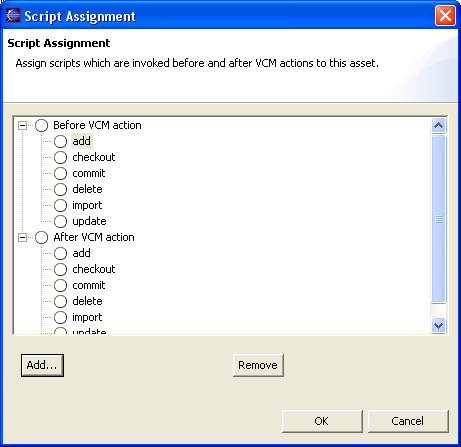 Script Assignment
Script Assignment
Assign scripts which are invoked before and after VCM actions to this asset.
Before VCM action
add
checkout
commit
delete
import
update
After VCM action
add
checkout
commit
delete
import
update
Add...
Remove
OK
Cancel